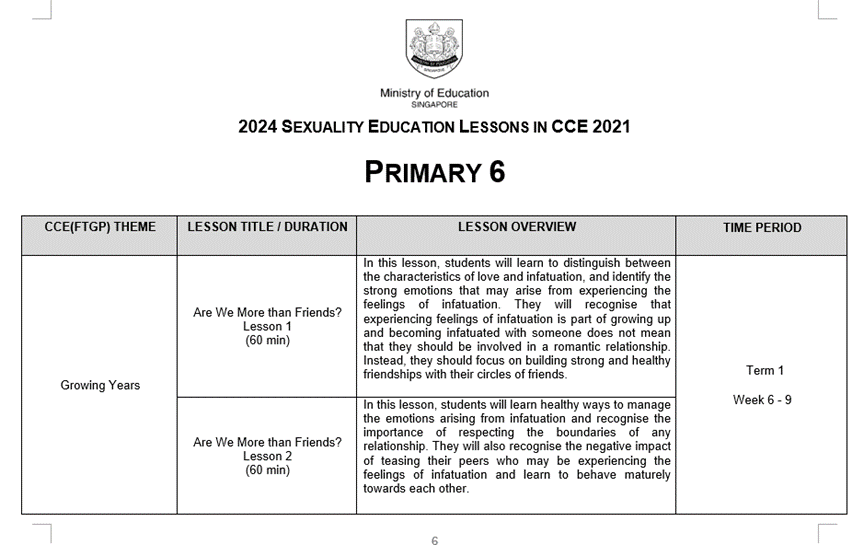 Ministry of Education
SINGAPORE
2024 SEXUALITY EDUCATION LESSONS IN CCE 2021
PRIMARY 6
CCE(FTGP) THEME
LESSON TITLE / DURATION
LESSON OVERVIEW
TIME PERIOD
Growing Years
Are We More than Friends?
Lesson 1
(60 min)
In this lesson, students will learn to distinguish between
the characteristics of love and infatuation, and identify the
strong emotions that may arise from experiencing the
feelings of infatuation. They will recognise that
experiencing feelings of infatuation is part of growing up
and becoming infatuated with someone does not mean
that they should be involved in a romantic relationship.
Instead, they should focus on building strong and healthy
friendships with their circles of friends.
Term 1
Week 6 - 9
Are We More than Friends?
Lesson 2
(60 min)
In this lesson, students will learn healthy ways to manage
the emotions arising from infatuation and recognise the
importance of respecting the boundaries of any
relationship. They will also recognise the negative impact
of teasing their peers who may be experiencing the
feelings of infatuation and learn to behave maturely
towards each other.
6